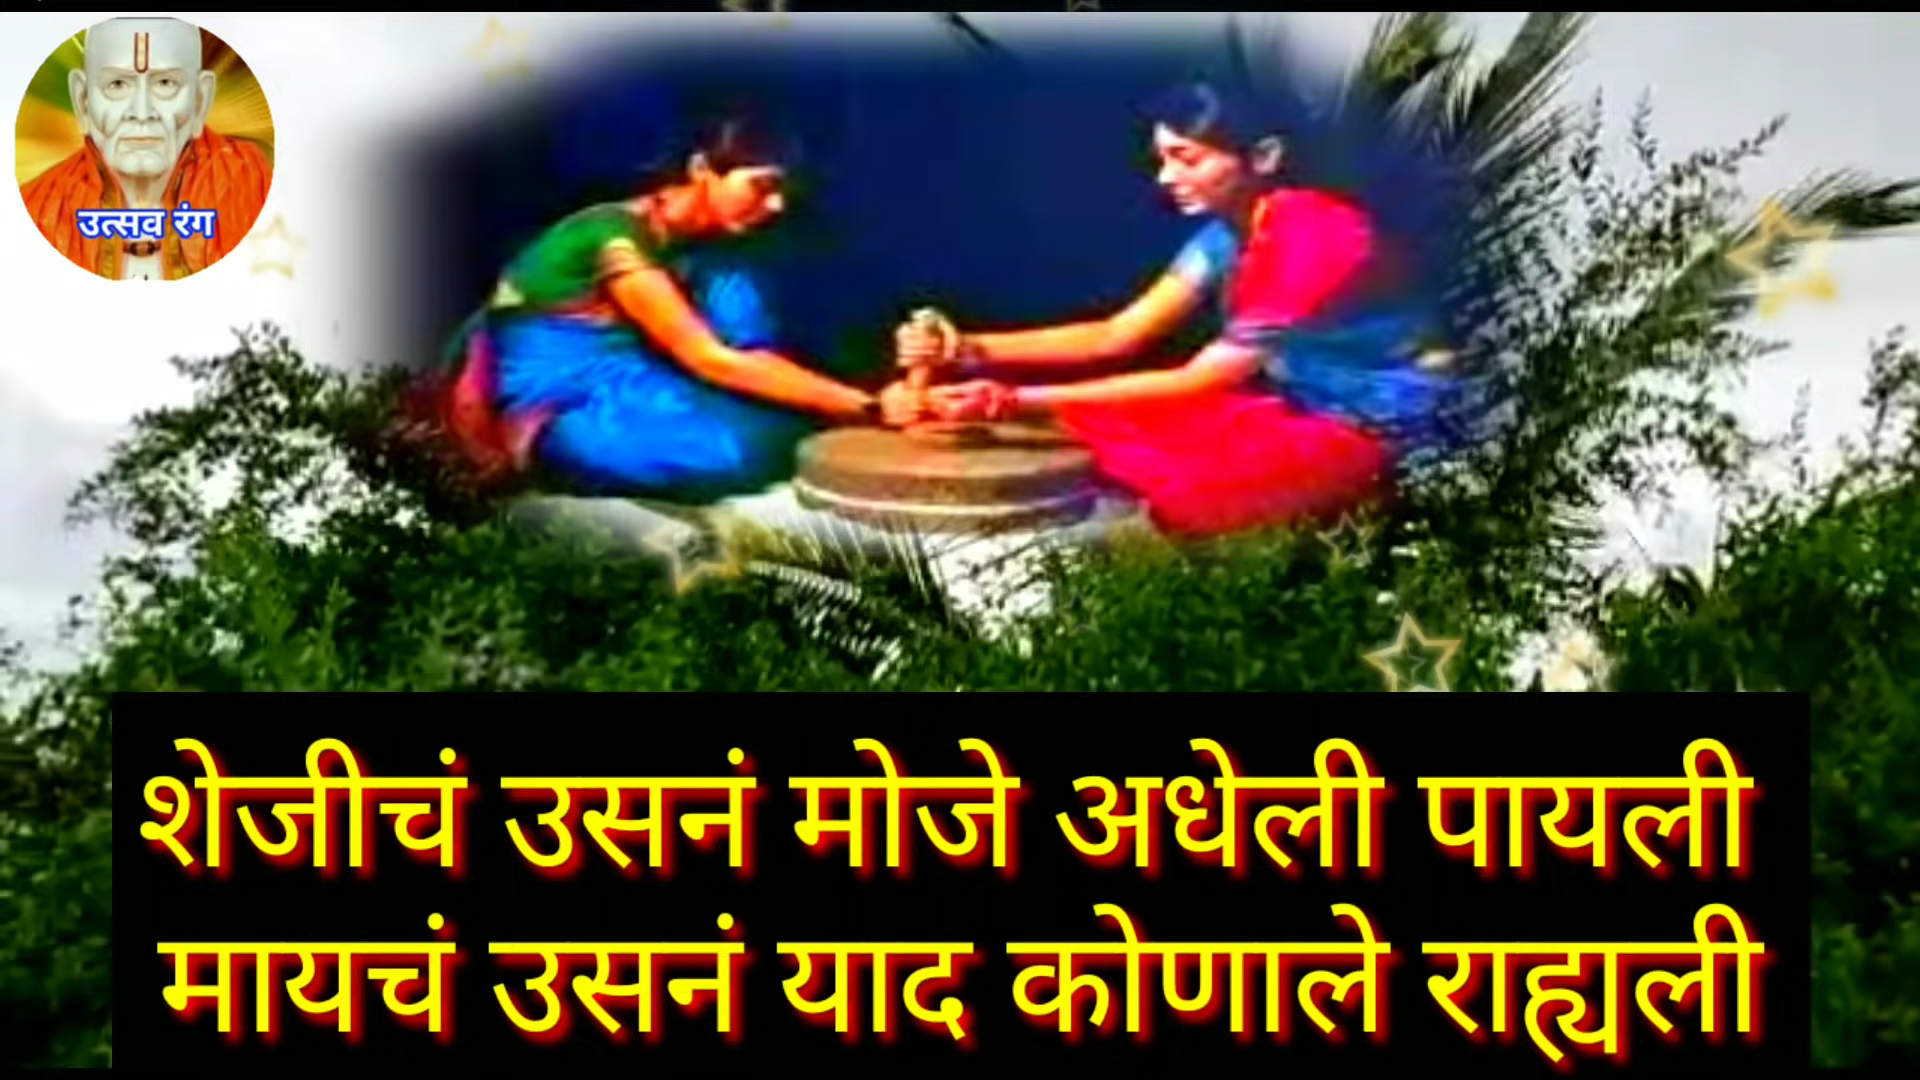 उत्सव रंग
शेजीचं उसनं मोजे अधेली पायली
मायचं उसनं याद कोणाले राह्यली